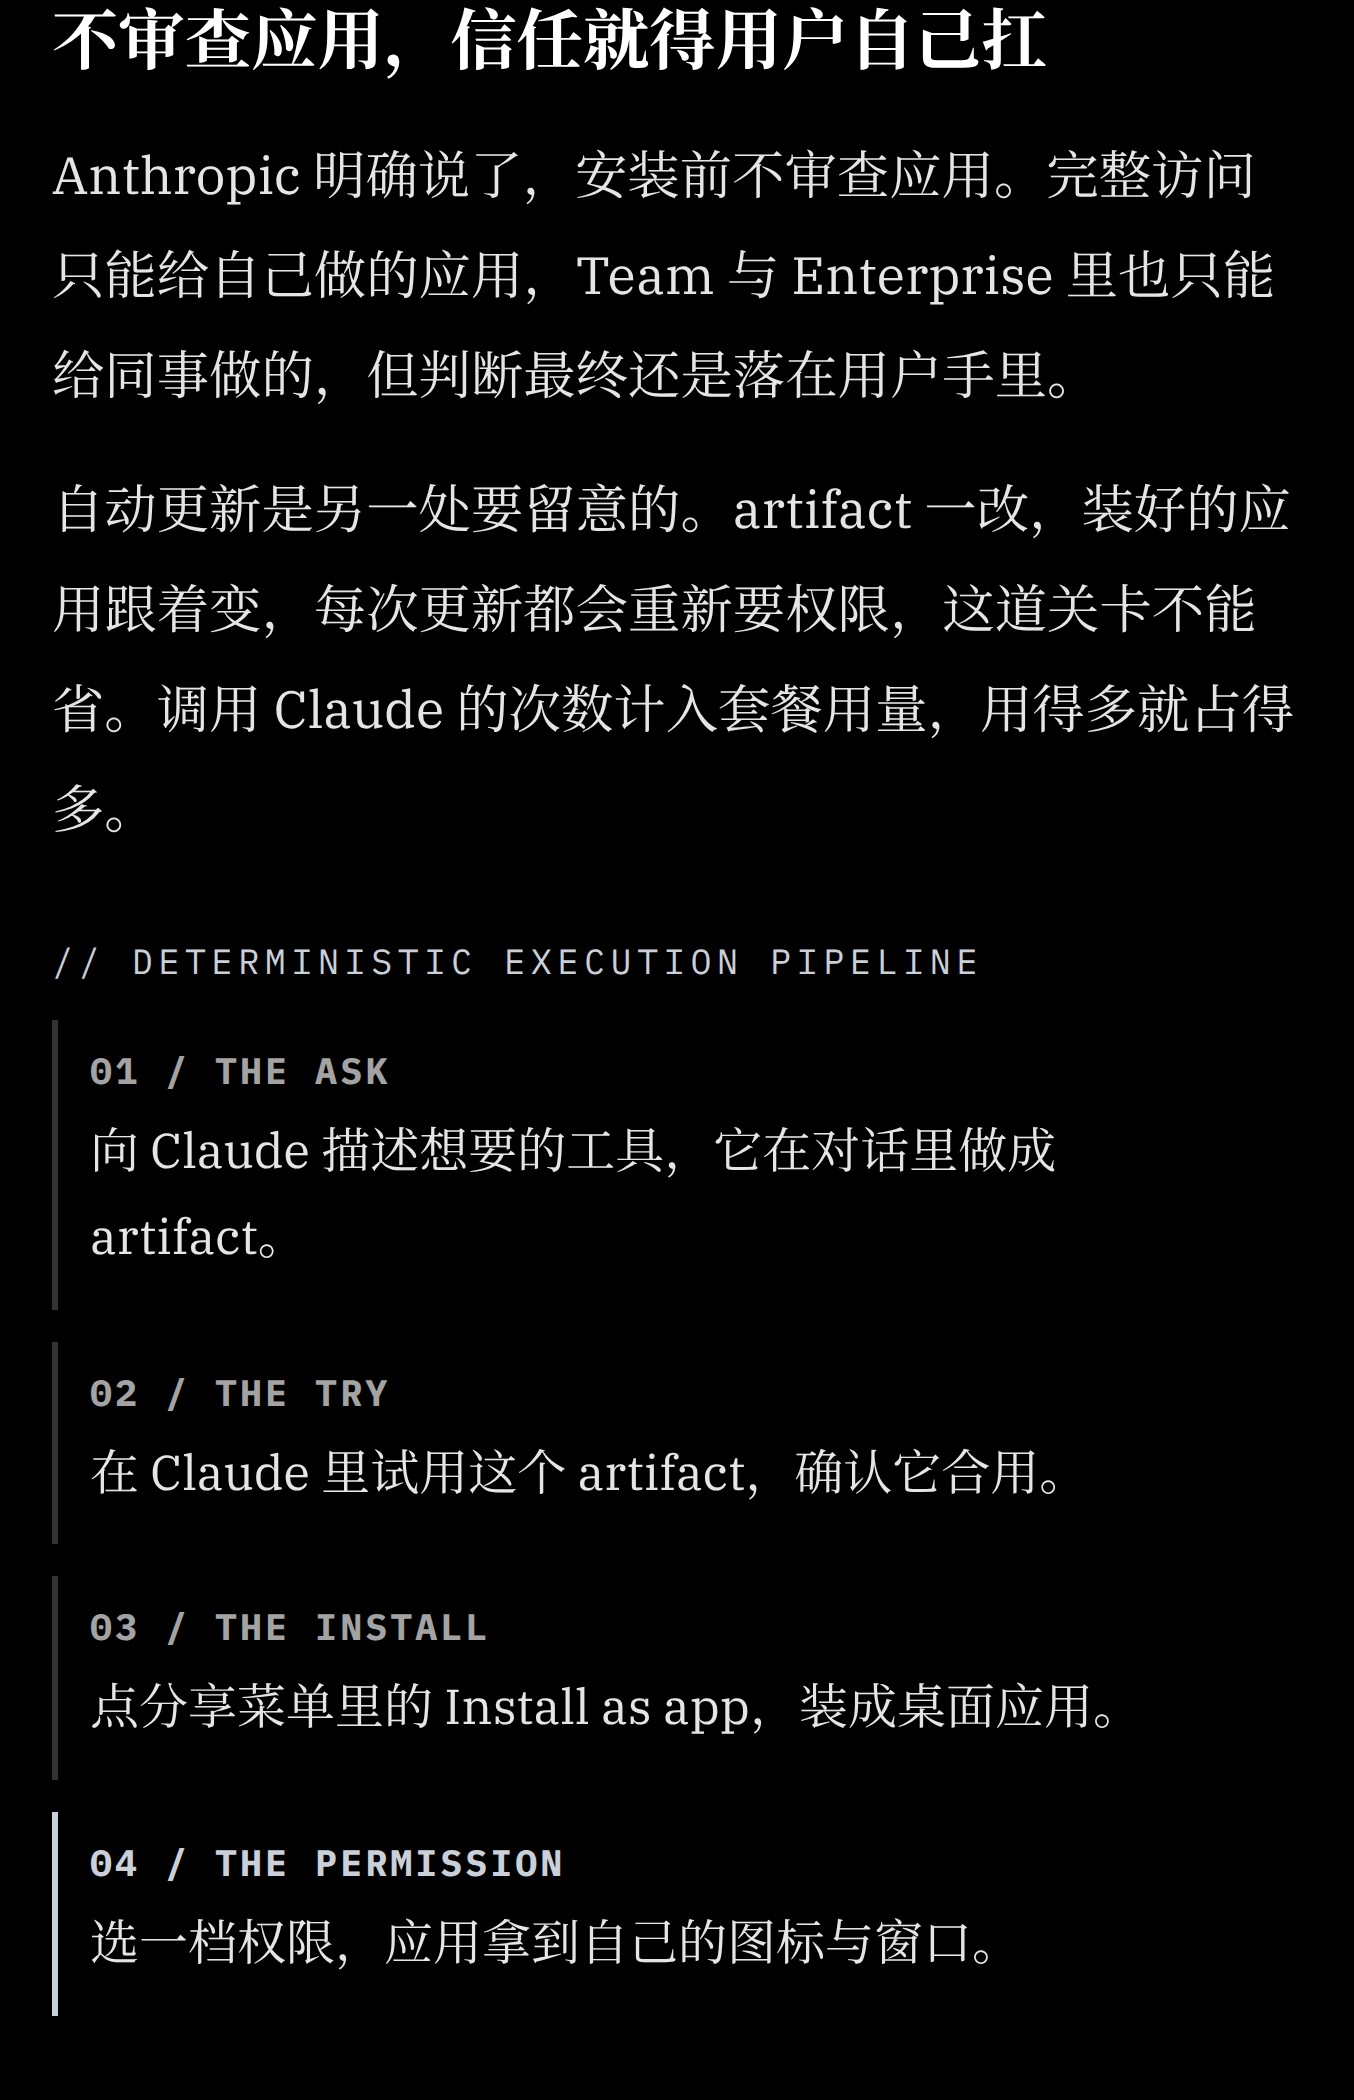 不审查应用，信任就得用户自己扛
Anthropic 明确说了，安装前不审查应用。完整访问
只能给自己做的应用，Team 与 Enterprise 里也只能
给同事做的，但判断最终还是落在用户手里。
自动更新是另一处要留意的。artifact 一改，装好的应
用跟着变，每次更新都会重新要权限，这道关卡不能
省。调用 Claude 的次数计入套餐用量，用得多就占得
多。
// DETERMINISTIC EXECUTION PIPELINE
01 / THE ASK
向 Claude 描述想要的工具，它在对话里做成
artifact。
02 / THE TRY
在 Claude 里试用这个 artifact，确认它合用。
03 / THE INSTALL
点分享菜单里的 Install as app，装成桌面应用。
04 / THE PERMISSION
选一档权限，应用拿到自己的图标与窗口。